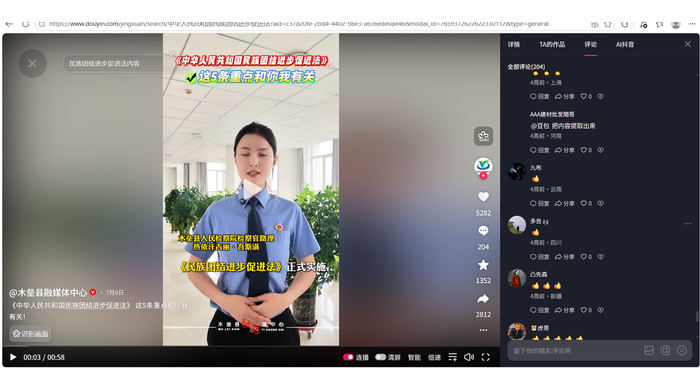 详情
TA的作品
评论
AI抖音
民族团结进步促进法内容
《中华人民共和国民族团结进步促进法》
这5条重点和你我有关
木垒县人民检察院检察官助理
《民族团结进步促进法》正式实施
@木垒县融媒体中心
7月6日
《中华人民共和国民族团结进步促进法》 这5条重点和你我
有关!
识别画面
5282
204
1352
2812
00:03 / 00:58
连播
清屏
智能
倍速
全部评论(204)
4周前·上海
回复
分享
0
AAA建材批发閒哥
@豆包 把内容提取出来
4周前·河南
回复
分享
0
九布
4周前·云南
回复
分享
0
多吉
4周前·四川
回复
分享
0
凸先森
4周前·新疆
回复
分享
0
虎哥
留下你的精彩评论吧